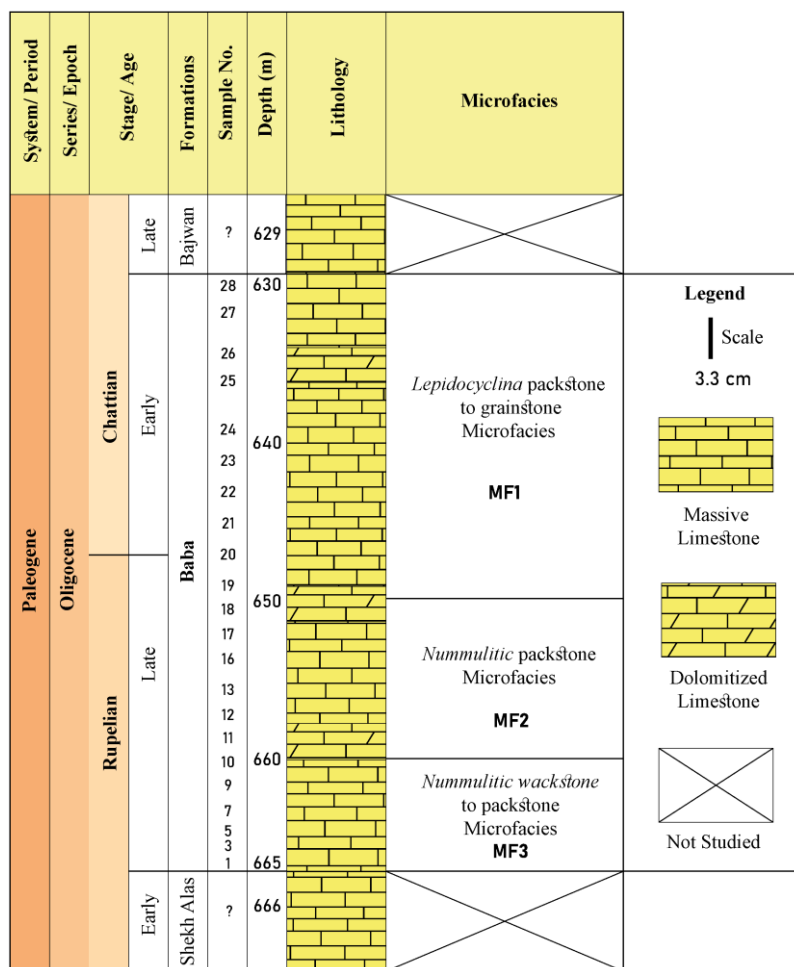 System/ Period
Series/ Epoch
Stage/ Age
Formations
Sample No.
Depth (m)
Lithology
Microfacies
Paleogene
Oligocene
Chattian
Rupelian
Late
Early
Late
Early
Bajwan
Baba
Shekh Alas
?
28
27
26
25
24
23
22
21
20
19
18
17
16
13
12
11
10
9
7
5
3
1
?
629
630
640
650
660
665
666
Lepidocyclina packstone
to grainstone
Microfacies
MF1
Nummulitic packstone
Microfacies
MF2
Nummulitic wackstone
to packstone
Microfacies
MF3
Legend
Scale
3.3 cm
Massive
Limestone
Dolomitized
Limestone
Not Studied